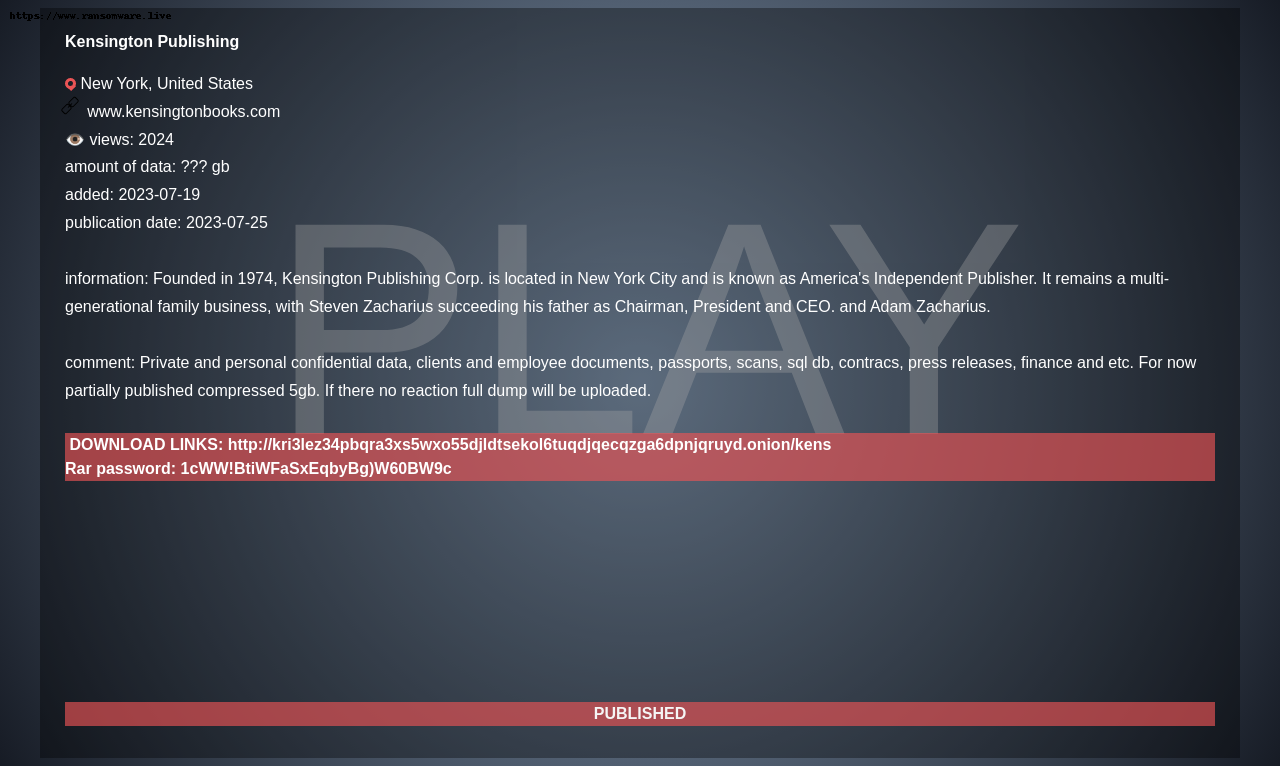 https://www.ransomware.live
Kensington Publishing
New York, United States
www.kensingtonbooks.com
views: 2024
amount of data: ??? gb
added: 2023-07-19
publication date: 2023-07-25
PLAY
information: Founded in 1974, Kensington Publishing Corp. is located in New York City and is known as America's Independent Publisher. It remains a multi-
generational family business, with Steven Zacharius succeeding his father as Chairman, President and CEO. and Adam Zacharius.
comment: Private and personal confidential data, clients and employee documents, passports, scans, sql db, contracs, press releases, finance and etc. For now
partially published compressed 5gb. If there no reaction full dump will be uploaded.
DOWNLOAD LINKS: http://kri3lez34pbqra3xs5wxo55djldtsekol6tuqdjqecqzga6dpnjqruyd.onion/kens
Rar password: 1cWW!BtiWFaSxEqbyBg)W60BW9c
PUBLISHED